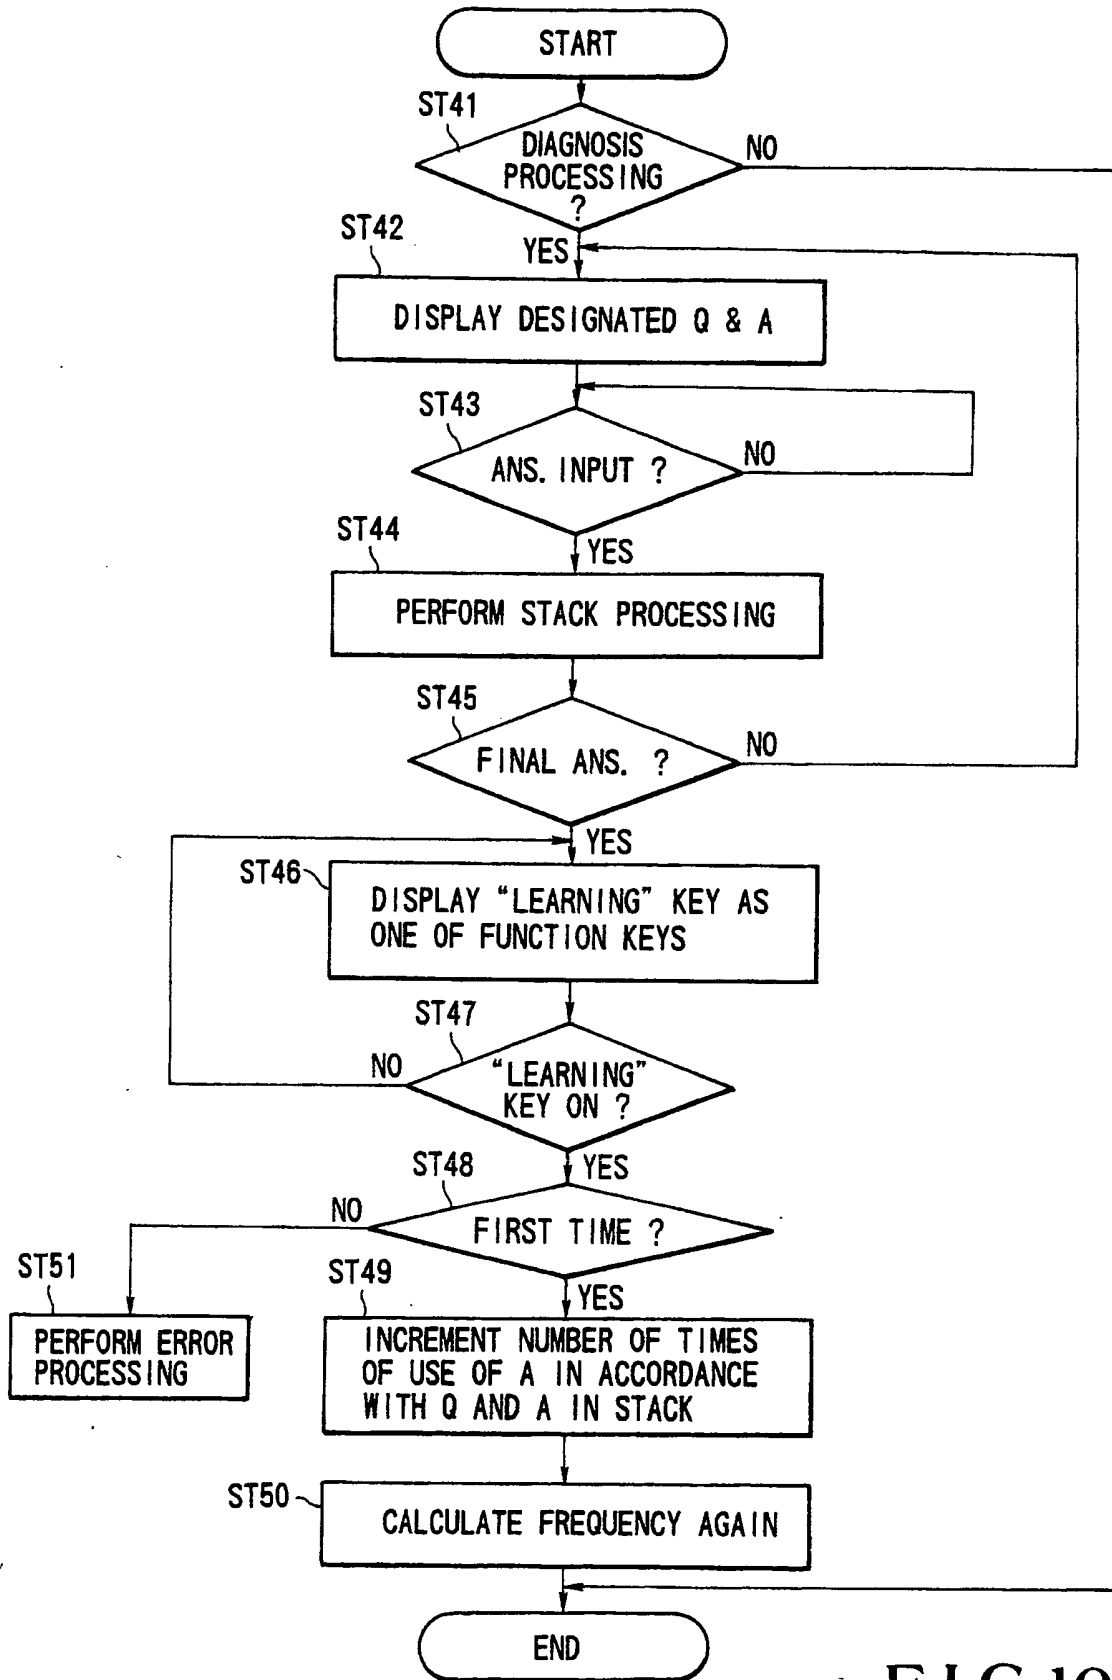 START
ST41
DIAGNOSIS
PROCESSING
?
NO
YES
ST42
DISPLAY DESIGNATED Q & A
ST43
ANS. INPUT ?
NO
YES
ST44
PERFORM STACK PROCESSING
ST45
FINAL ANS. ?
NO
YES
ST46
DISPLAY “LEARNING” KEY AS
ONE OF FUNCTION KEYS
ST47
“LEARNING”
KEY ON ?
NO
YES
ST48
FIRST TIME ?
NO
YES
ST51
PERFORM ERROR
PROCESSING
ST49
INCREMENT NUMBER OF TIMES
OF USE OF A IN ACCORDANCE
WITH Q AND A IN STACK
ST50
CALCULATE FREQUENCY AGAIN
END